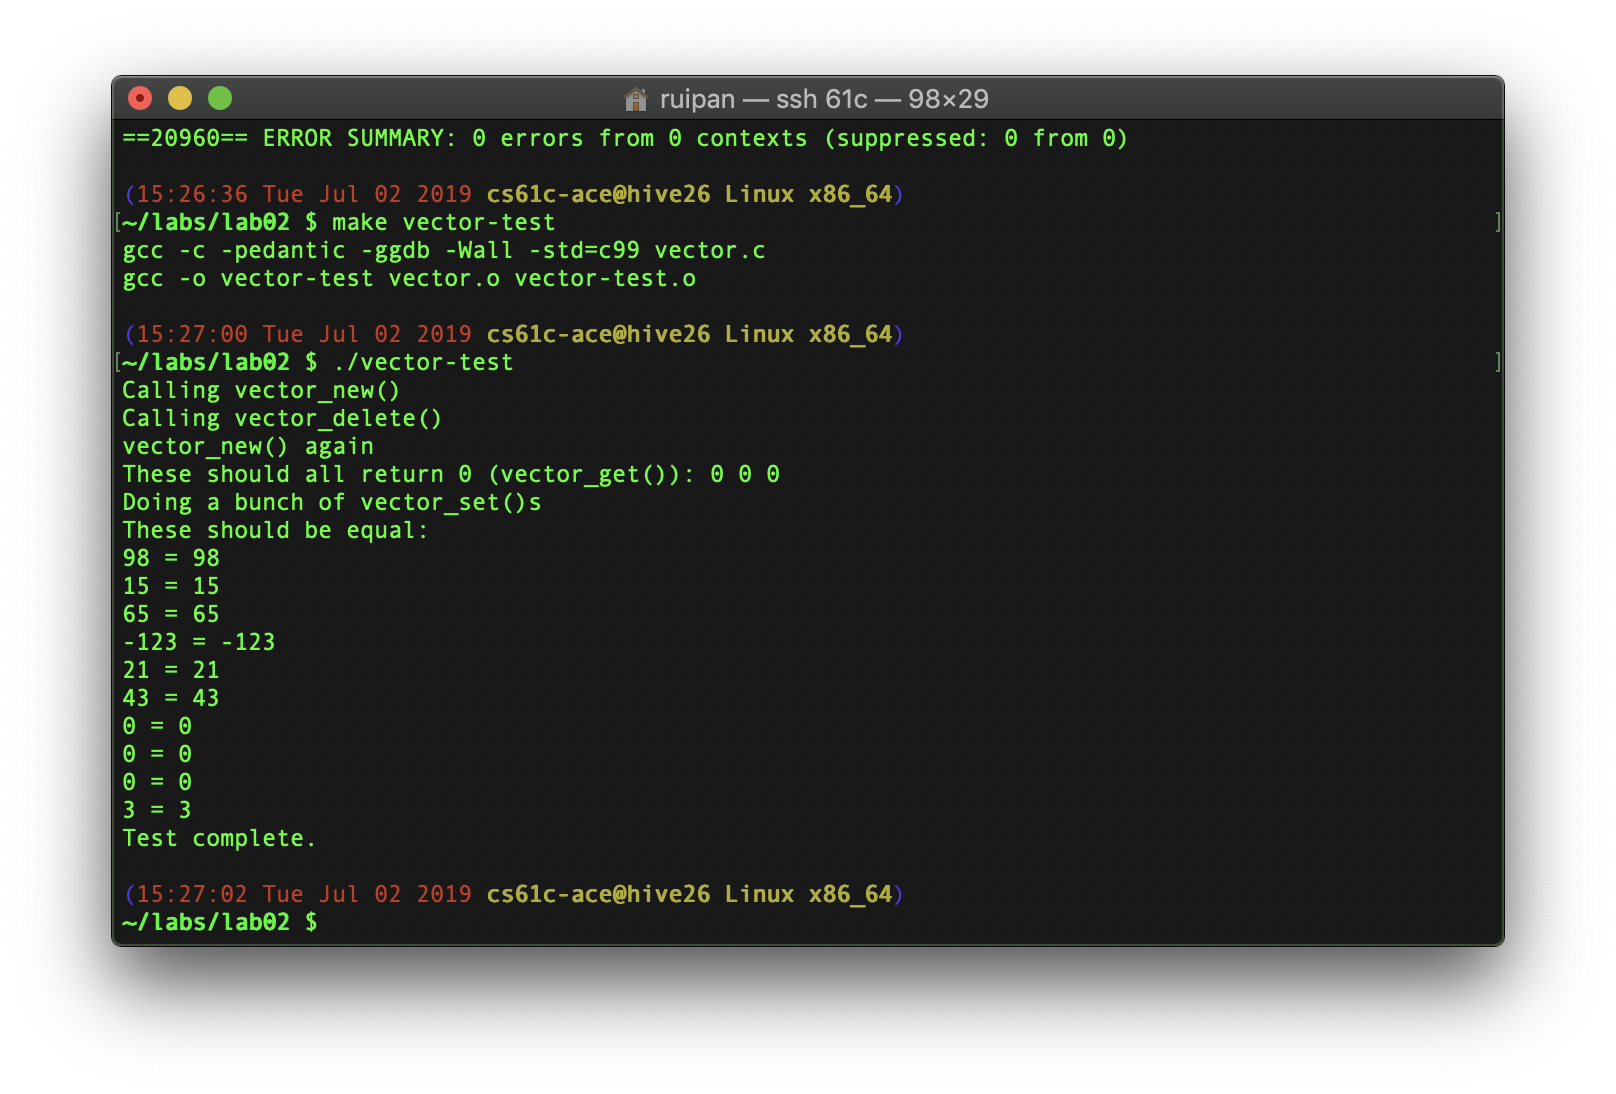 ruipan — ssh 61c — 98×29
==20960== ERROR SUMMARY: 0 errors from 0 contexts (suppressed: 0 from 0)
(15:26:36 Tue Jul 02 2019 cs61c-ace@hive26 Linux x86_64)
[~/labs/lab02 $ make vector-test ]
gcc -c -pedantic -ggdb -Wall -std=c99 vector.c
gcc -o vector-test vector.o vector-test.o
(15:27:00 Tue Jul 02 2019 cs61c-ace@hive26 Linux x86_64)
[~/labs/lab02 $ ./vector-test ]
Calling vector_new()
Calling vector_delete()
vector_new() again
These should all return 0 (vector_get()): 0 0 0
Doing a bunch of vector_set()s
These should be equal:
98 = 98
15 = 15
65 = 65
-123 = -123
21 = 21
43 = 43
0 = 0
0 = 0
0 = 0
3 = 3
Test complete.
(15:27:02 Tue Jul 02 2019 cs61c-ace@hive26 Linux x86_64)
~/labs/lab02 $